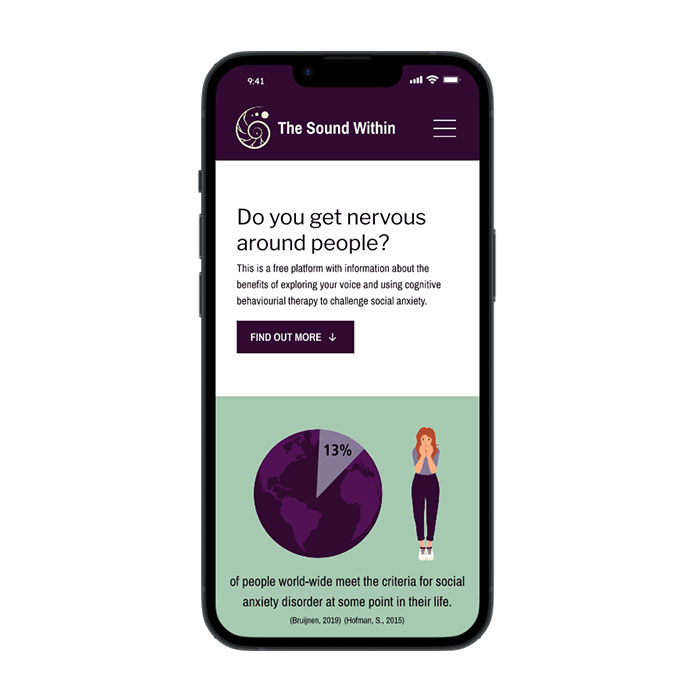 9:41
The Sound Within
Do you get nervous
around people?
This is a free platform with information about the
benefits of exploring your voice and using cognitive
behaviourial therapy to challenge social anxiety.
FIND OUT MORE ↓
13%
of people world-wide meet the criteria for social
anxiety disorder at some point in their life.
(Bruijnen, 2019) (Hofman, S., 2015)